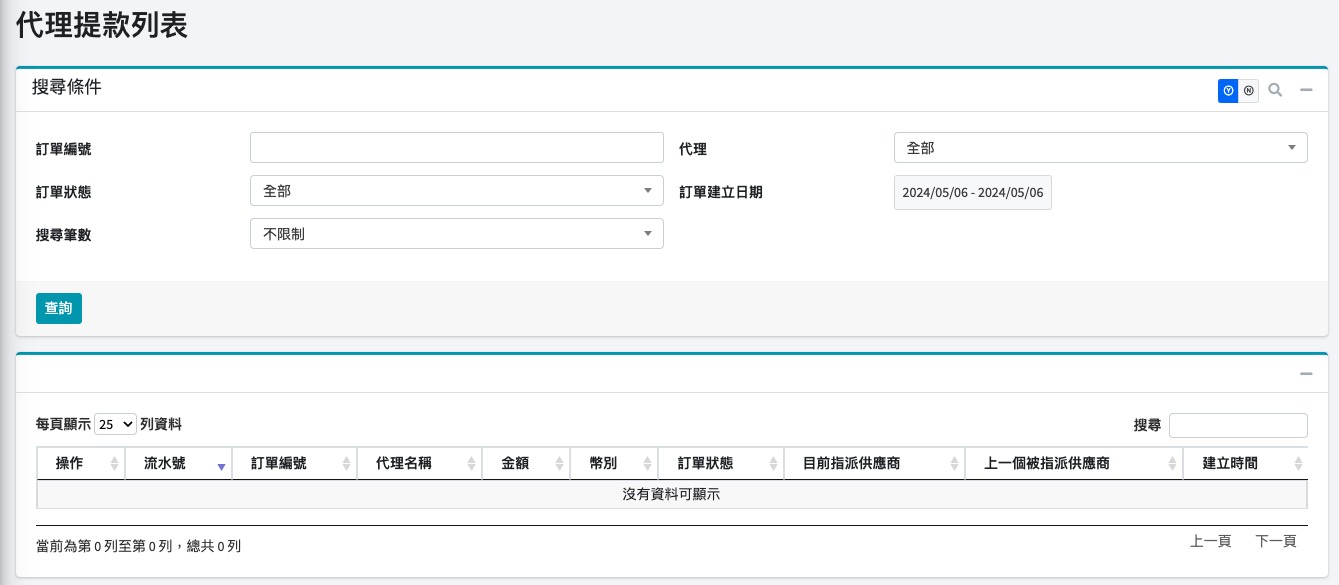 代理提款列表
搜尋條件 Ⓨ Ⓝ
訂單編號 代理 全部
訂單狀態 全部 訂單建立日期 2024/05/06 - 2024/05/06
搜尋筆數 不限制
查詢
每頁顯示 25 列資料 搜尋
操作 流水號 訂單編號 代理名稱 金額 幣別 訂單狀態 目前指派供應商 上一個被指派供應商 建立時間
沒有資料可顯示
當前為第 0 列至第 0 列，總共 0 列 上一頁 下一頁